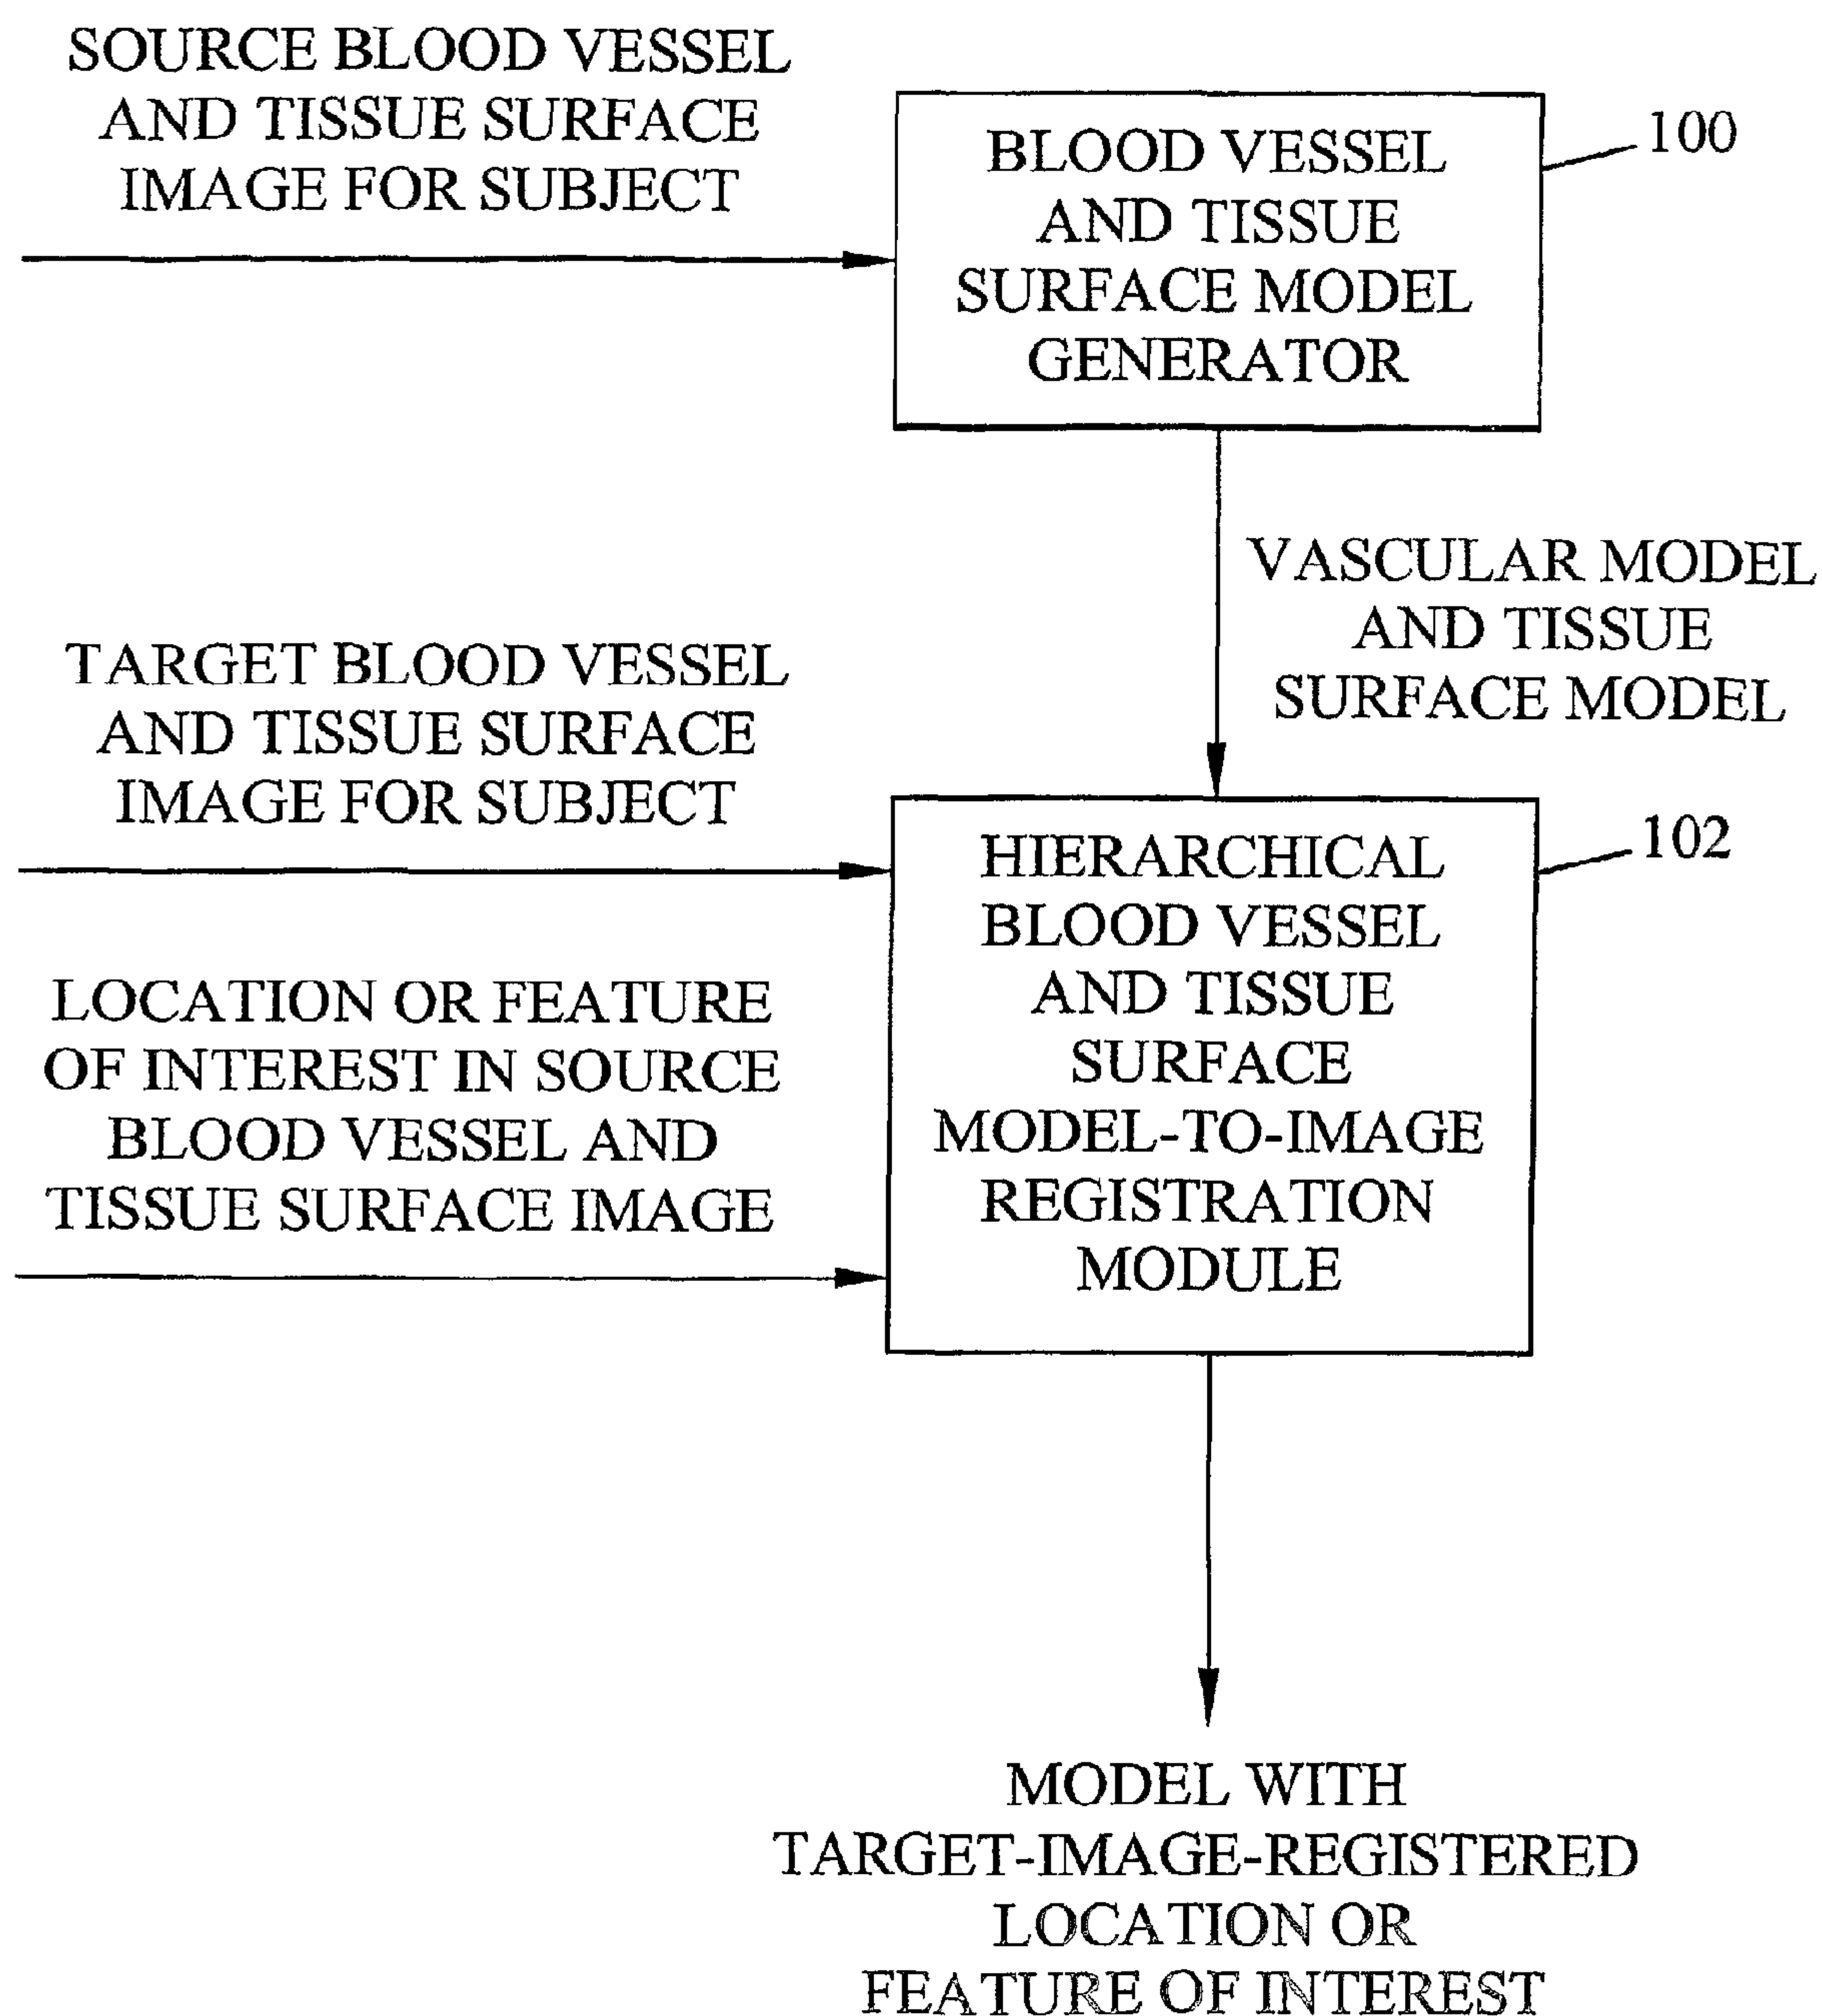 SOURCE BLOOD VESSEL
AND TISSUE SURFACE
IMAGE FOR SUBJECT
BLOOD VESSEL
AND TISSUE
SURFACE MODEL
GENERATOR
100
VASCULAR MODEL
AND TISSUE
SURFACE MODEL
TARGET BLOOD VESSEL
AND TISSUE SURFACE
IMAGE FOR SUBJECT
LOCATION OR FEATURE
OF INTEREST IN SOURCE
BLOOD VESSEL AND
TISSUE SURFACE IMAGE
HIERARCHICAL
BLOOD VESSEL
AND TISSUE
SURFACE
MODEL-TO-IMAGE
REGISTRATION
MODULE
102
MODEL WITH
TARGET-IMAGE-REGISTERED
LOCATION OR
FEATURE OF INTEREST